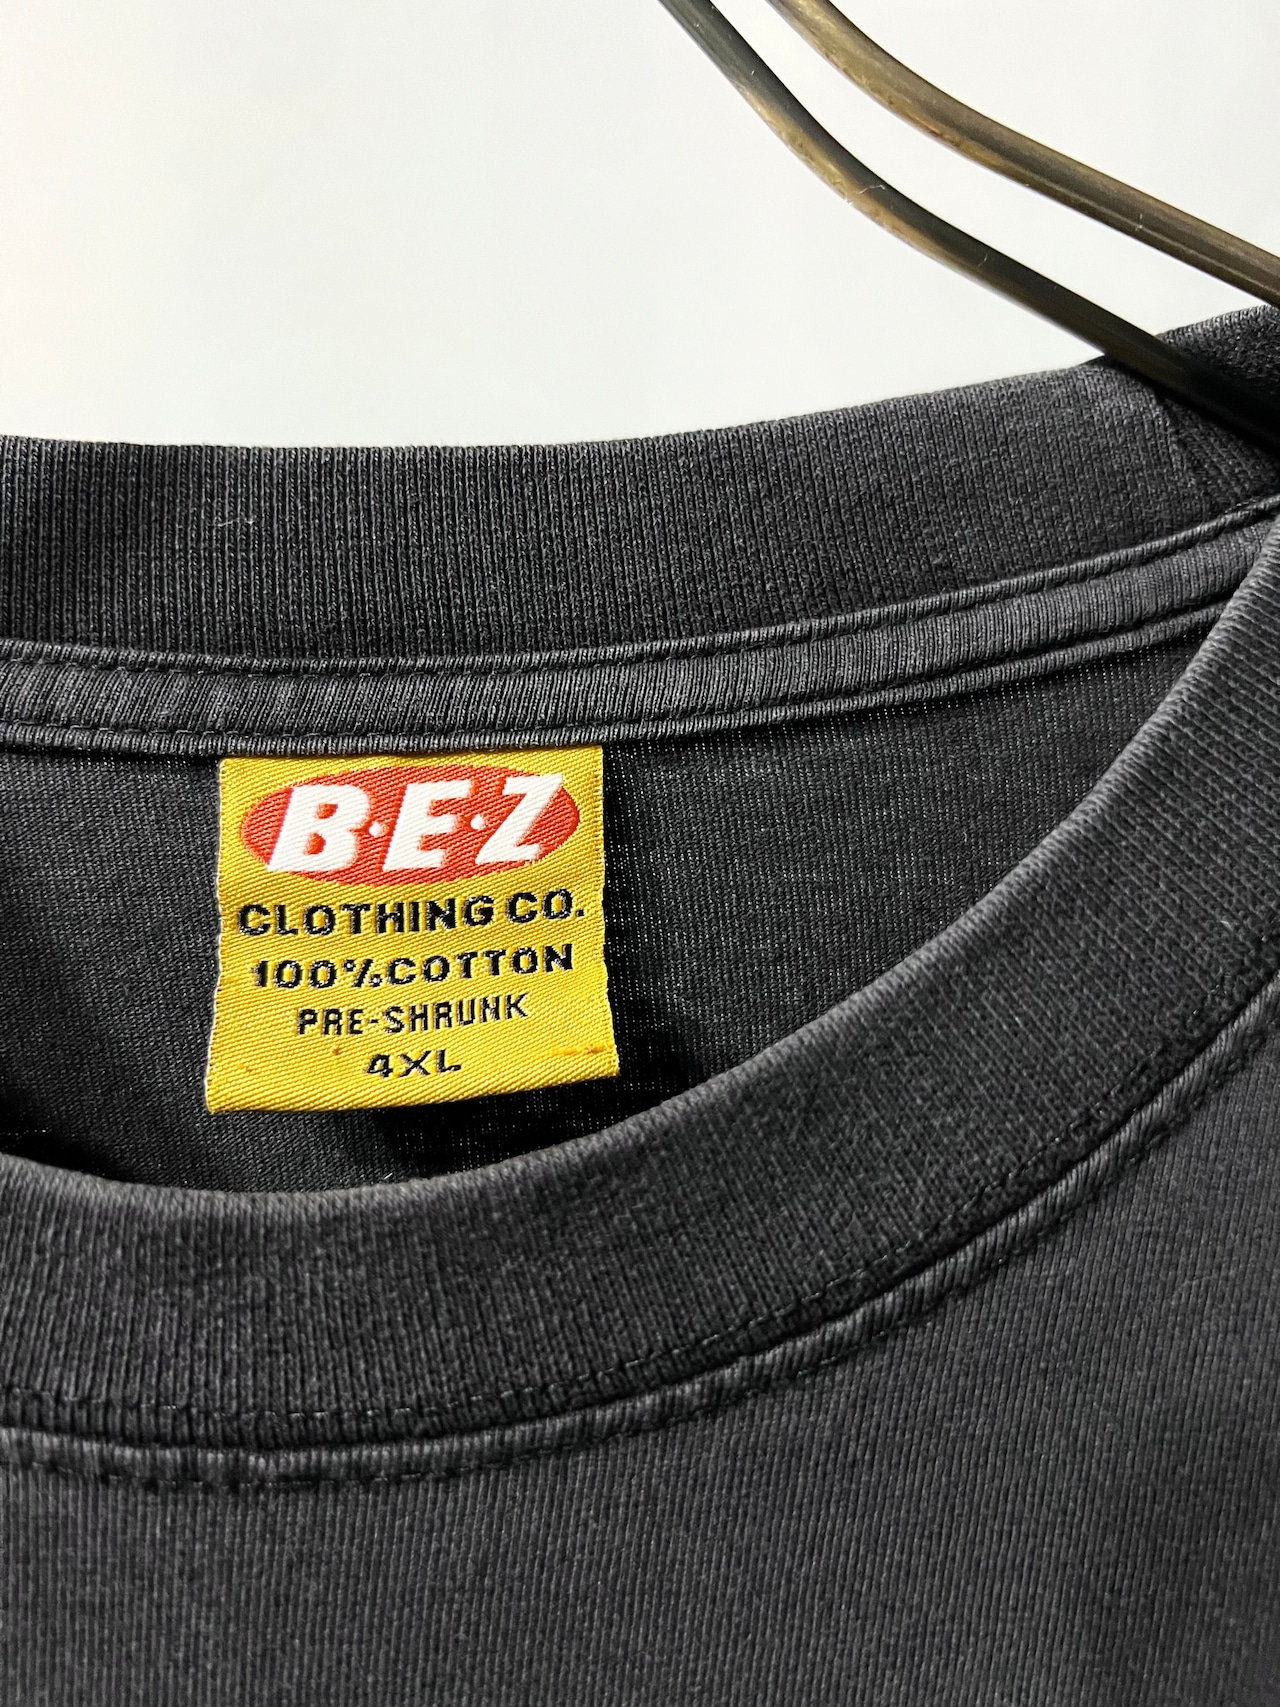 B·E·Z
CLOTHING CO.
100% COTTON
PRE-SHRUNK
4XL